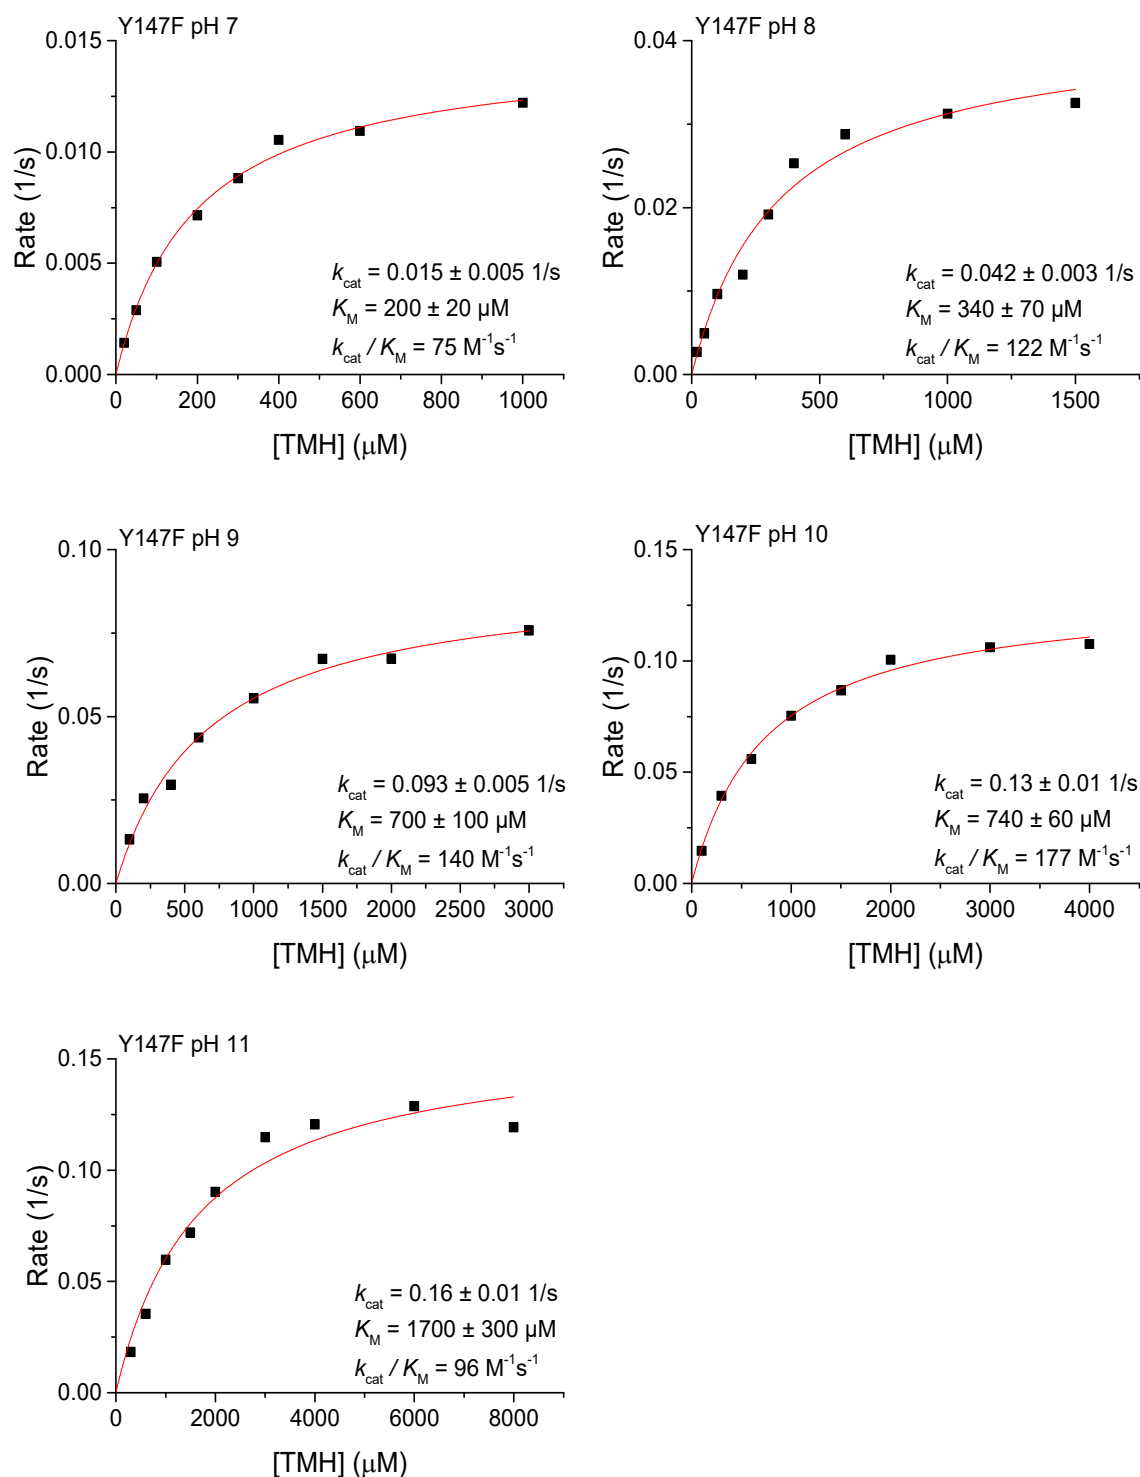 Y147F pH 7
0.015
0.010
0.005
0.000
Rate (1/s)
kcat = 0.015 ± 0.005 1/s
KM = 200 ± 20 µM
kcat / KM = 75 M⁻¹s⁻¹
0 200 400 600 800 1000
[TMH] (μM)
Y147F pH 8
0.04
0.02
0.00
Rate (1/s)
kcat = 0.042 ± 0.003 1/s
KM = 340 ± 70 µM
kcat / KM = 122 M⁻¹s⁻¹
0 500 1000 1500
[TMH] (μM)
Y147F pH 9
0.10
0.05
0.00
Rate (1/s)
kcat = 0.093 ± 0.005 1/s
KM = 700 ± 100 µM
kcat / KM = 140 M⁻¹s⁻¹
0 500 1000 1500 2000 2500 3000
[TMH] (μM)
Y147F pH 10
0.15
0.10
0.05
0.00
Rate (1/s)
kcat = 0.13 ± 0.01 1/s
KM = 740 ± 60 µM
kcat / KM = 177 M⁻¹s⁻¹
0 1000 2000 3000 4000
[TMH] (μM)
Y147F pH 11
0.15
0.10
0.05
0.00
Rate (1/s)
kcat = 0.16 ± 0.01 1/s
KM = 1700 ± 300 µM
kcat / KM = 96 M⁻¹s⁻¹
0 2000 4000 6000 8000
[TMH] (μM)